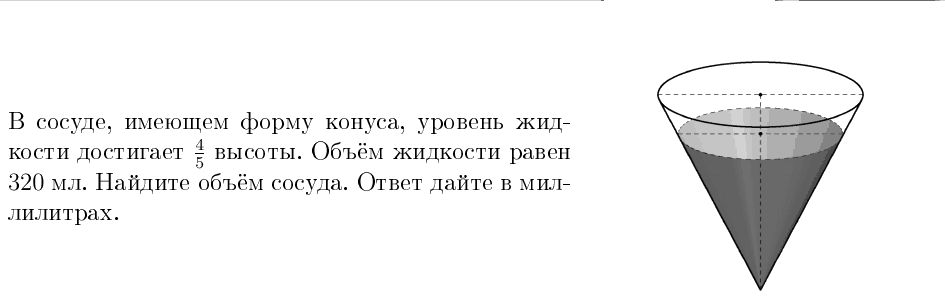 В сосуде, имеющем форму конуса, уровень жид-
кости достигает 4/5 высоты. Объём жидкости равен
320 мл. Найдите объём сосуда. Ответ дайте в мил-
лилитрах.